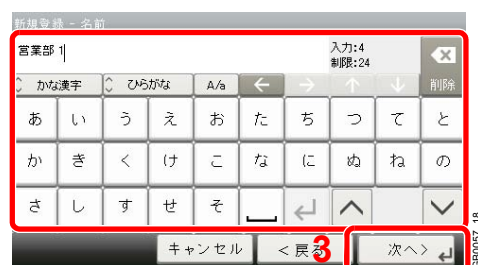 新規登録 - 名前
営業部 1
入力:4
制限:24
かな漢字 ひらがな A/a ← → ↑ ↓ 削除
あ い う え お た ち つ て と
か き く け こ な に ぬ ね の
さ し す せ そ
キャンセル < 戻る 3 次へ >
GB0057_18